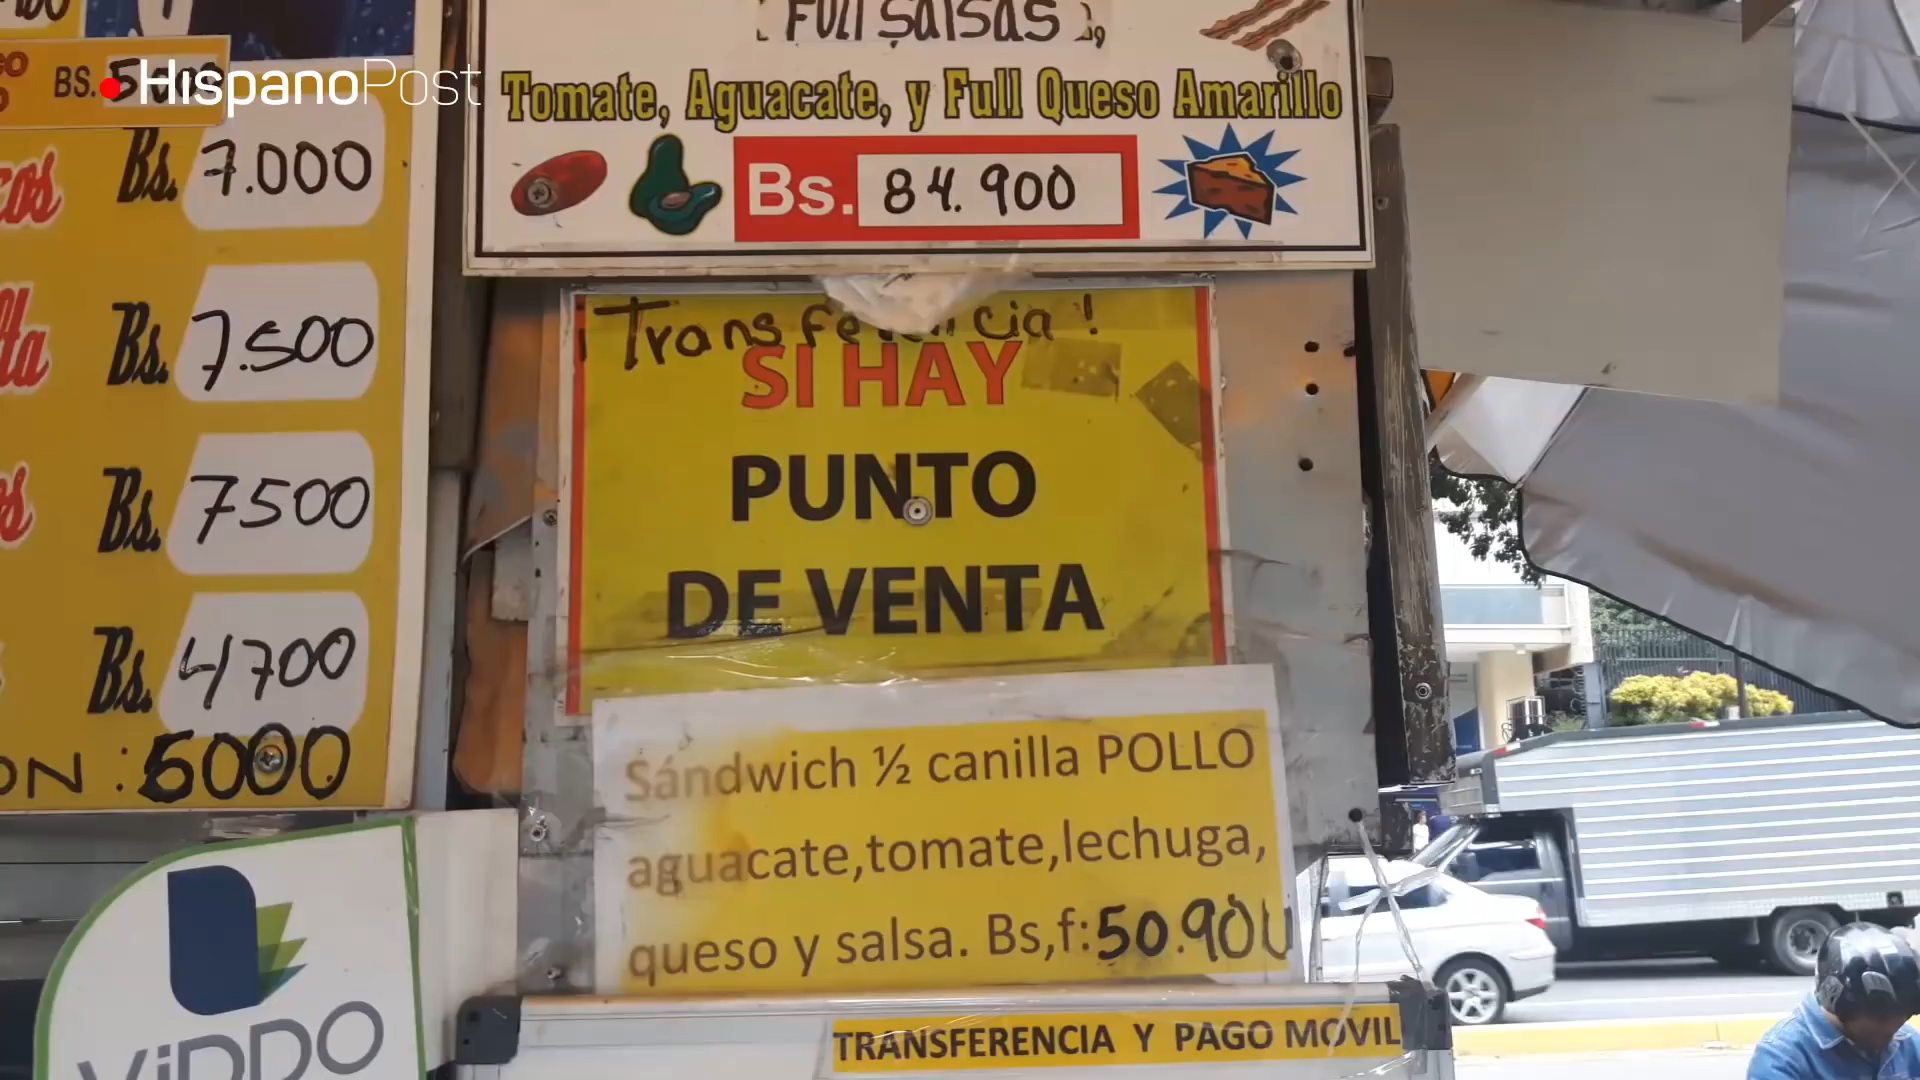 BS. 5.000
HispanoPost
Bs. 7.000
Bs. 7.500
Bs. 7500
Bs. 4700
ON: 6000
Full SalSaS,
Tomate, Aguacate, y Full Queso Amarillo
Bs. 84.900
¡Transferencia!
SI HAY
PUNTO
DE VENTA
Sándwich ½ canilla POLLO
aguacate,tomate,lechuga,
queso y salsa. Bs,f:50.900
TRANSFERENCIA Y PAGO MOVIL
ViPPO